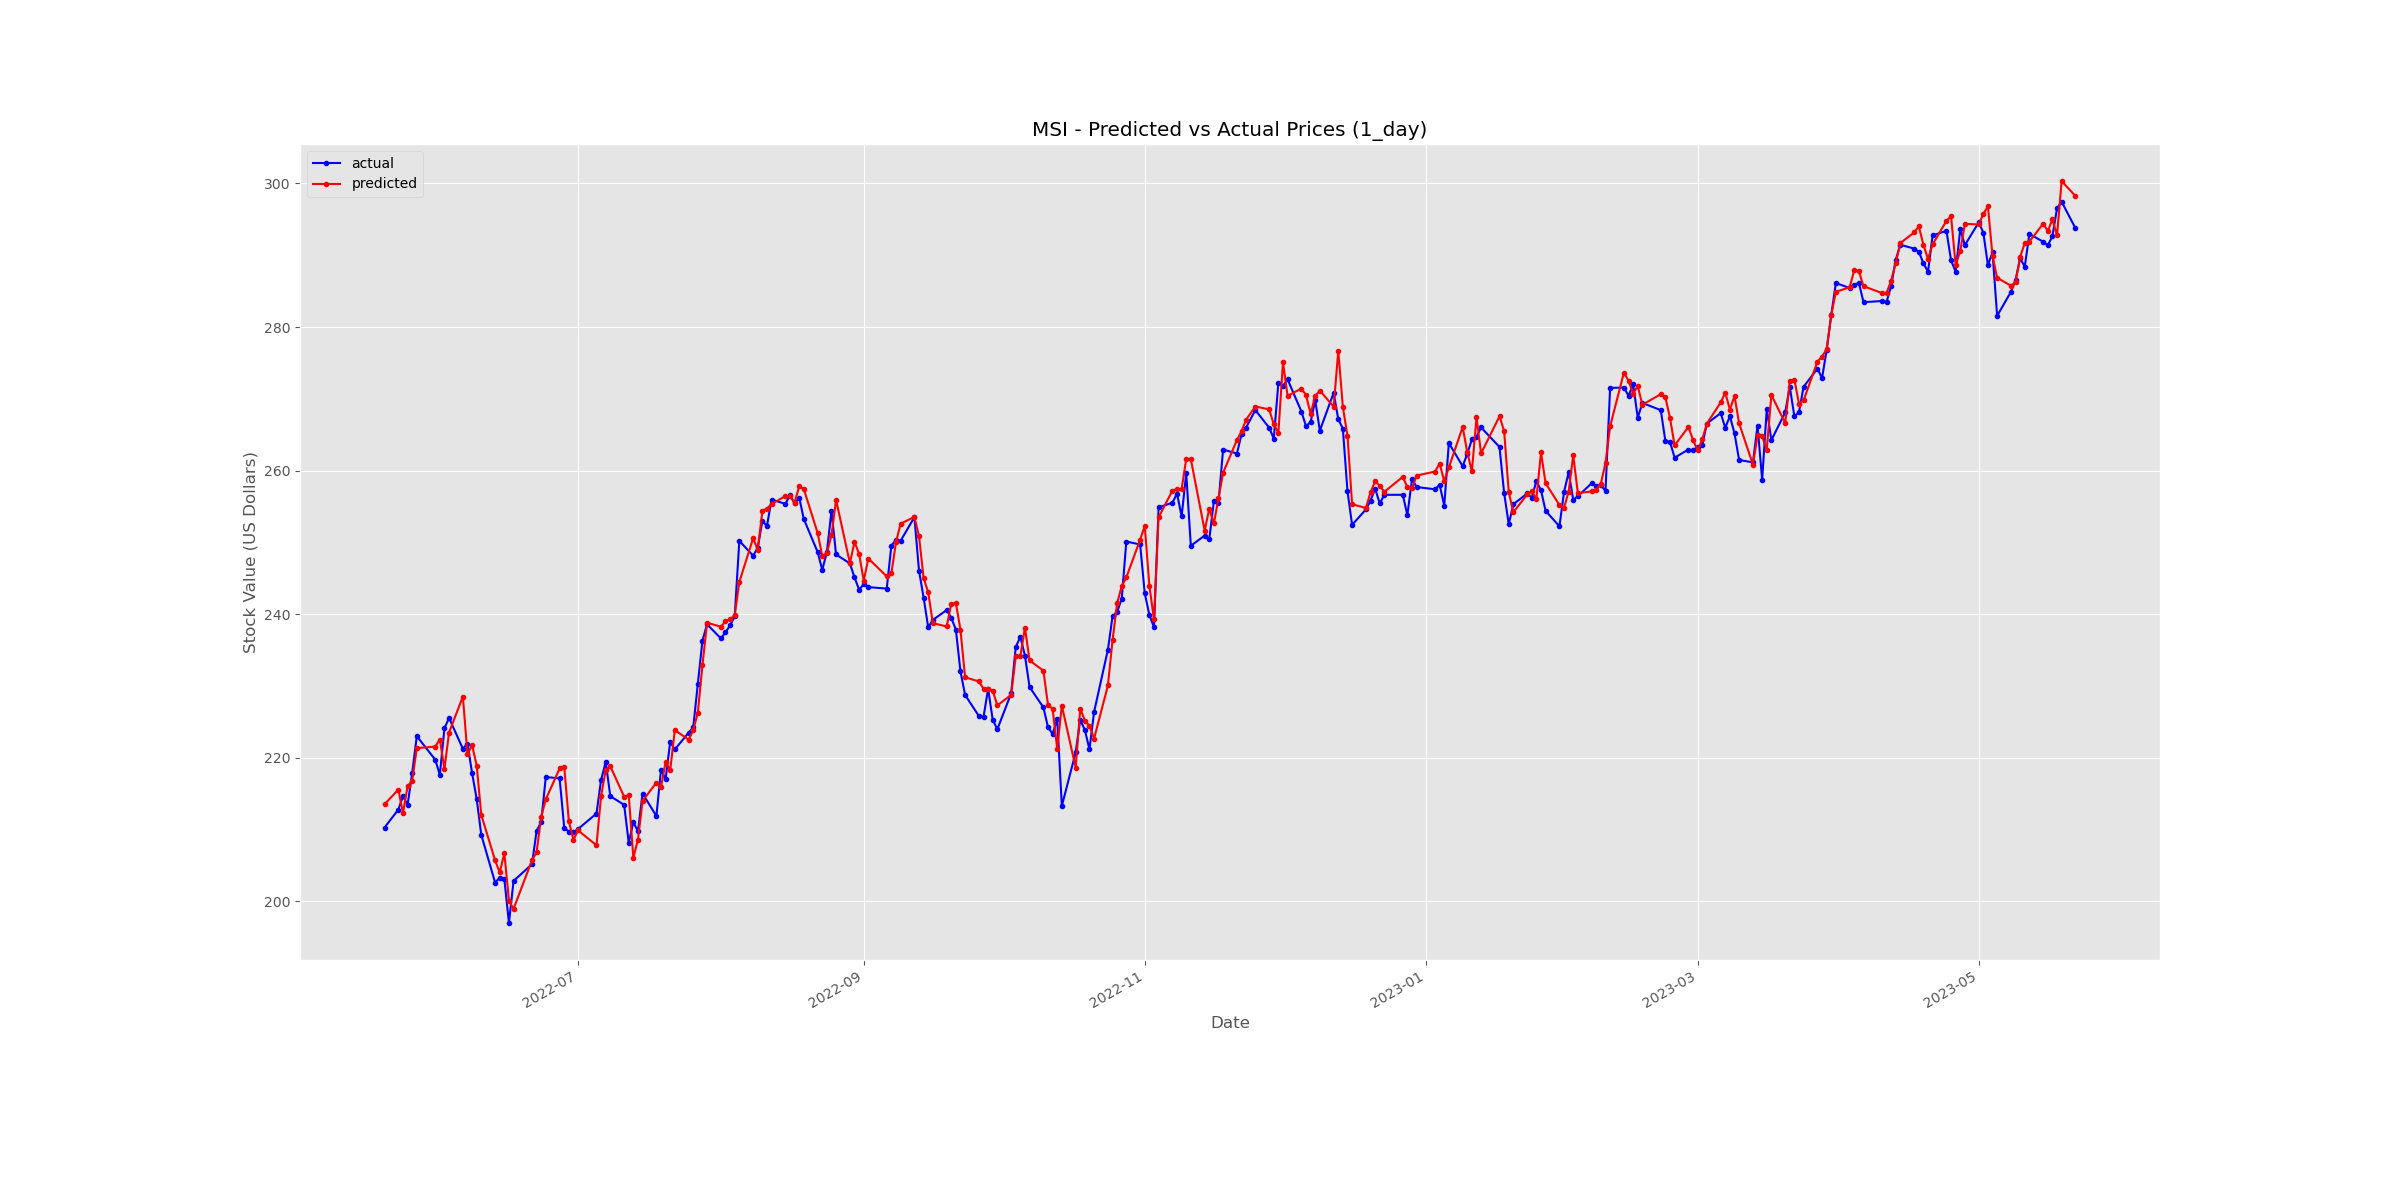 MSI - Predicted vs Actual Prices (1_day)
actual
predicted
300
280
260
240
220
200
Stock Value (US Dollars)
2022-07
2022-09
2022-11
2023-01
2023-03
2023-05
Date